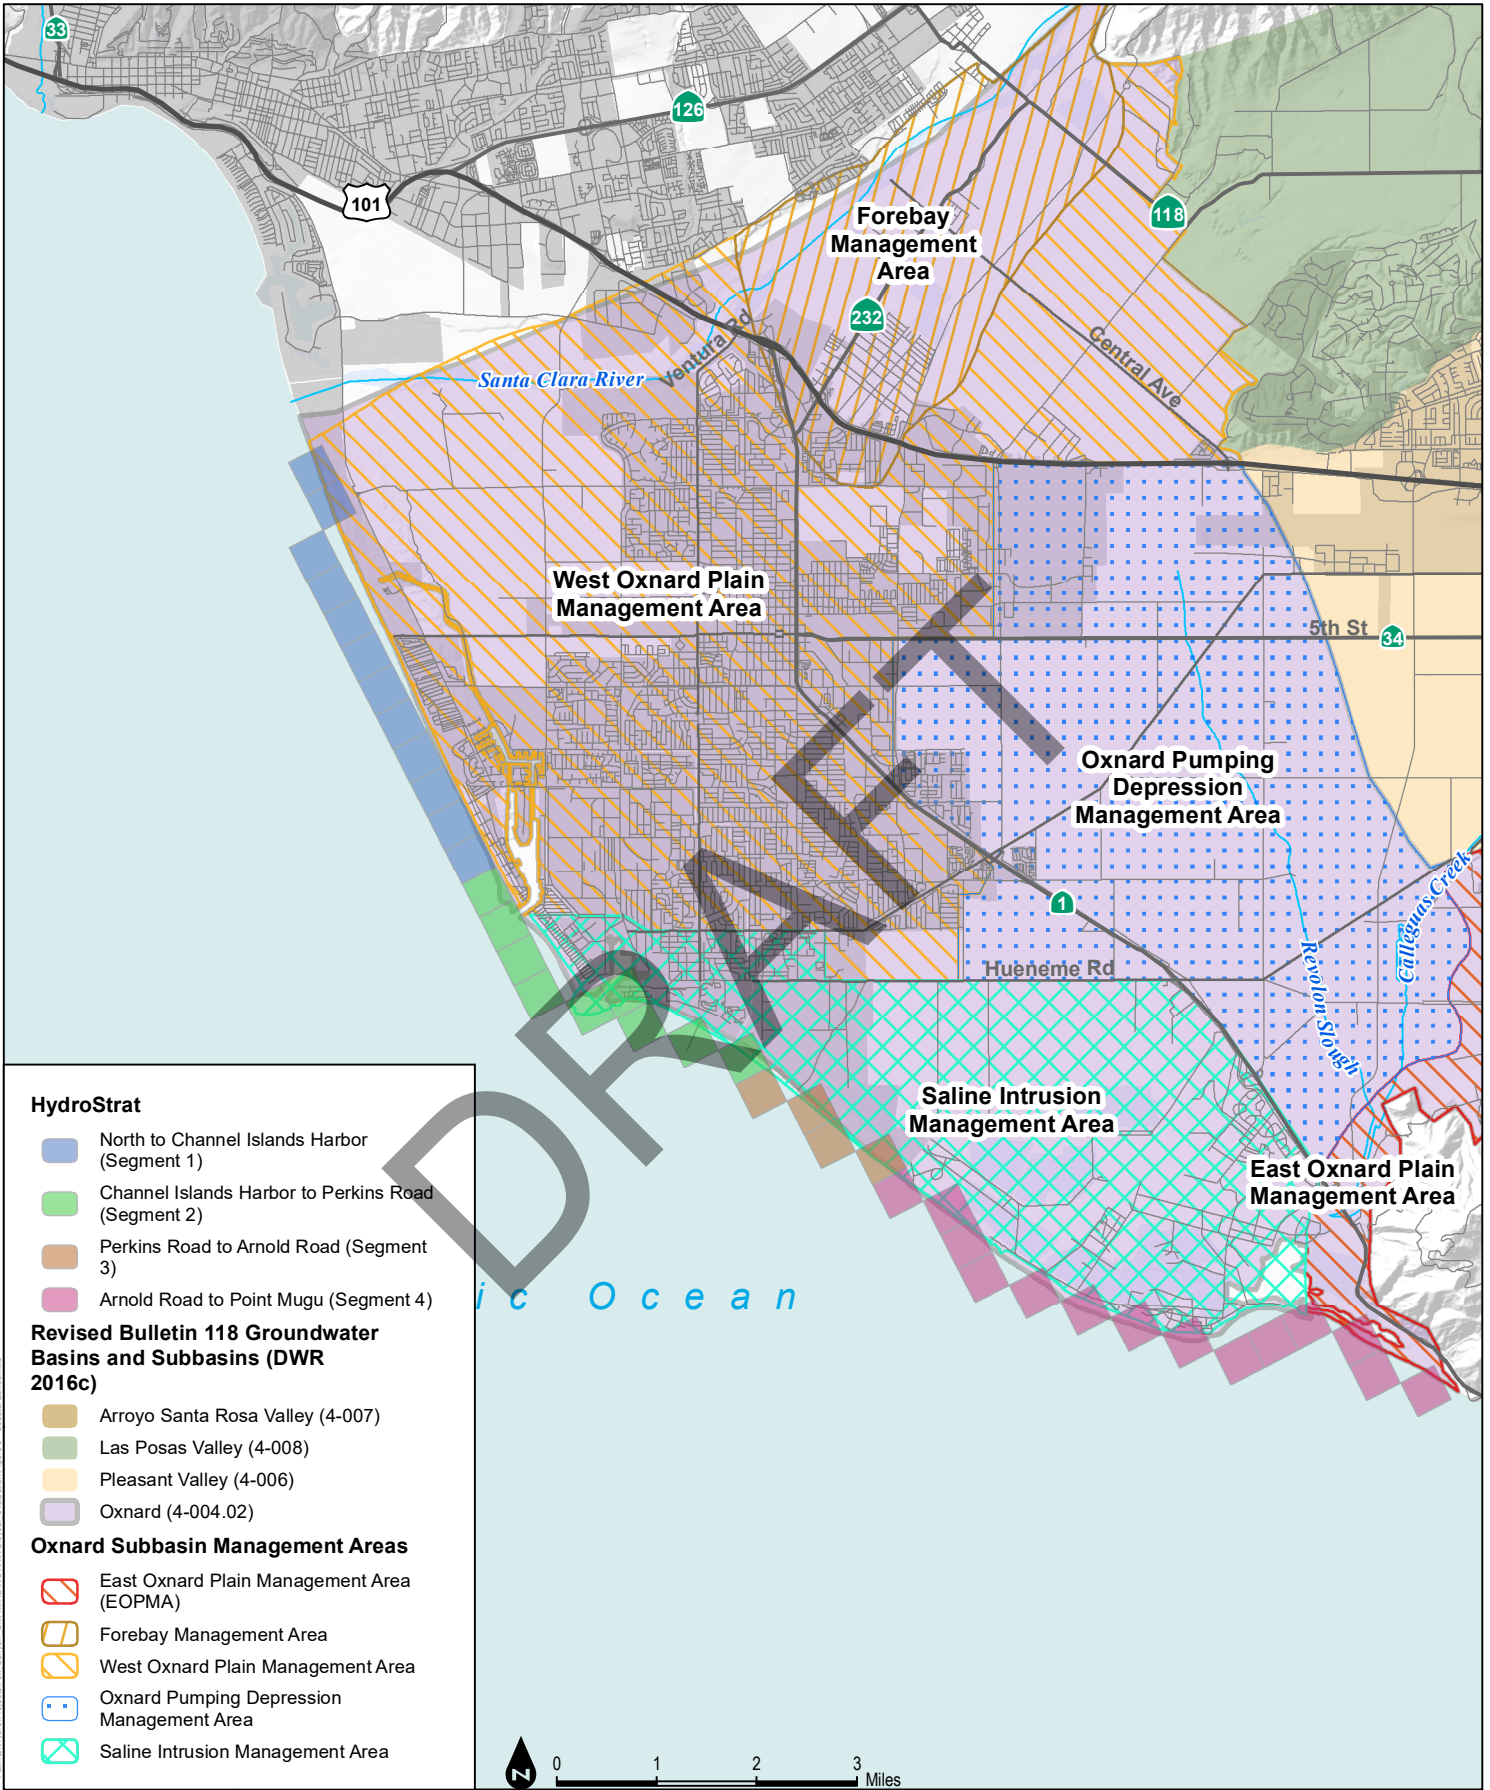 33
126
101
118
Forebay
Management
Area
232
Ventura Rd
Central Ave
Santa Clara River
West Oxnard Plain
Management Area
5th St
34
Oxnard Pumping
Depression
Management Area
1
Calleguas Creek
Hueneme Rd
Revolon Slough
Saline Intrusion
Management Area
East Oxnard Plain
Management Area
DRAFT
ic Ocean
HydroStrat
North to Channel Islands Harbor
(Segment 1)
Channel Islands Harbor to Perkins Road
(Segment 2)
Perkins Road to Arnold Road (Segment
3)
Arnold Road to Point Mugu (Segment 4)
Revised Bulletin 118 Groundwater
Basins and Subbasins (DWR
2016c)
Arroyo Santa Rosa Valley (4-007)
Las Posas Valley (4-008)
Pleasant Valley (4-006)
Oxnard (4-004.02)
Oxnard Subbasin Management Areas
East Oxnard Plain Management Area
(EOPMA)
Forebay Management Area
West Oxnard Plain Management Area
Oxnard Pumping Depression
Management Area
Saline Intrusion Management Area
N
0 1 2 3
Miles